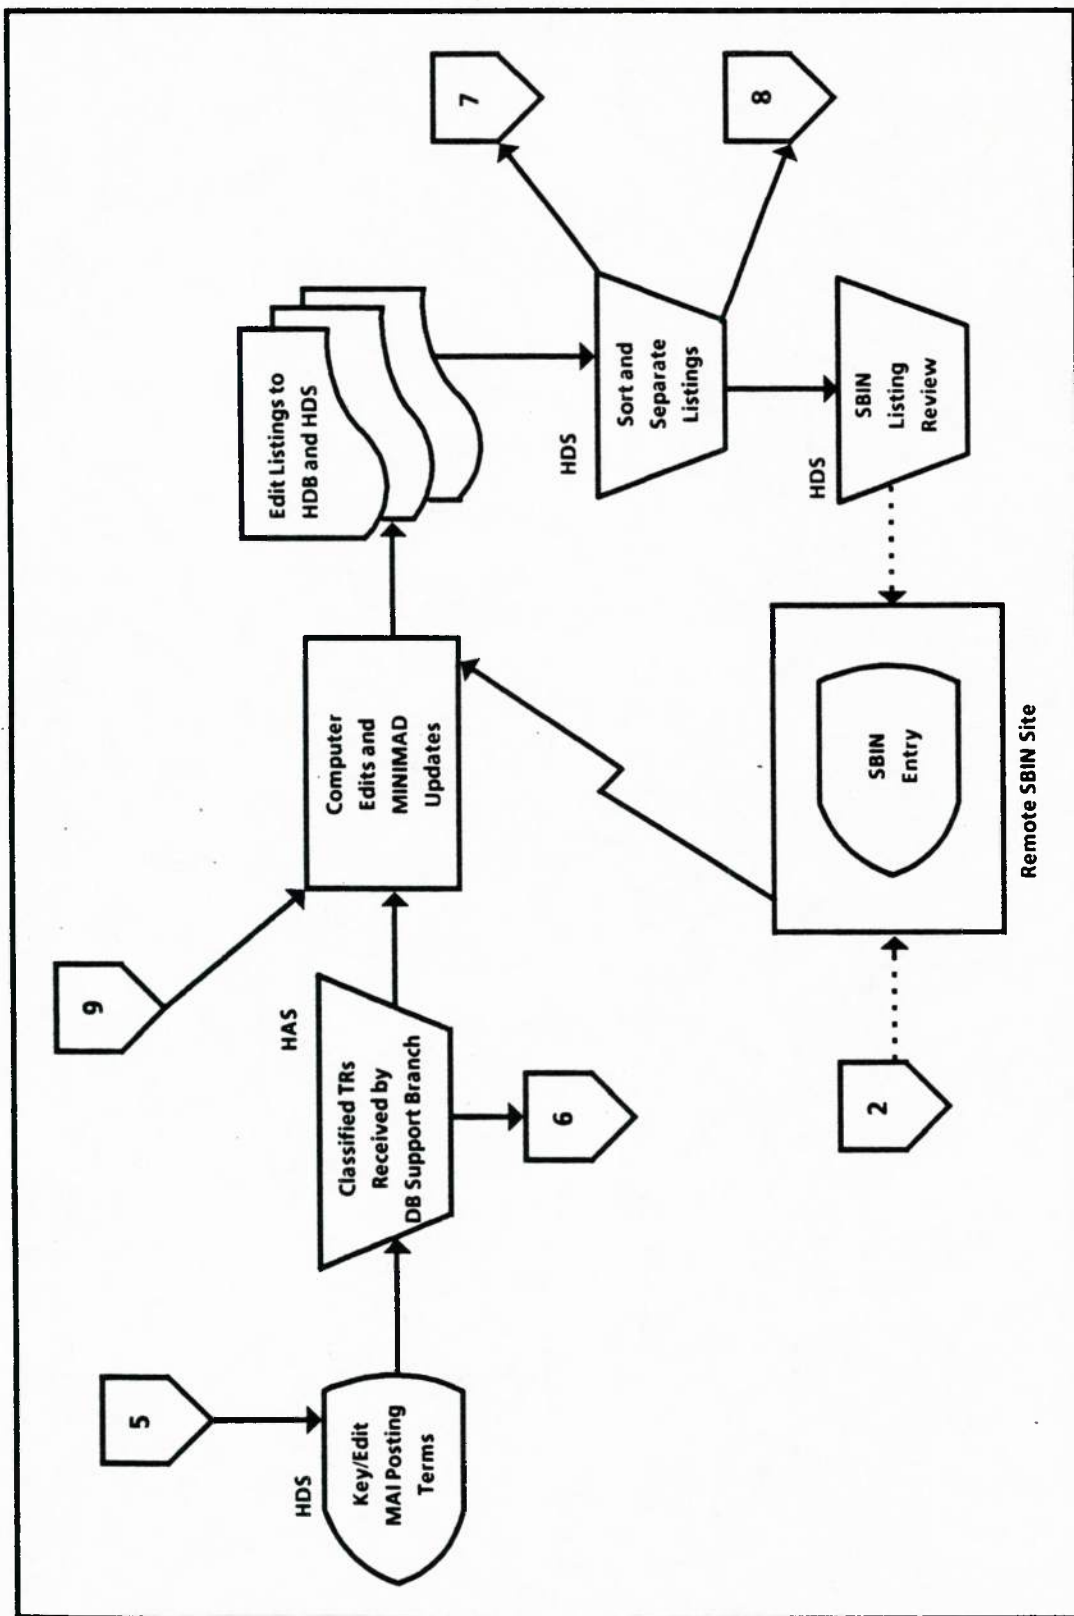 5
HDS
Key/Edit
MAI Posting
Terms
9
HAS
Classified TRs
Received by
DB Support Branch
6
Computer
Edits and
MINIMAD
Updates
Edit Listings to
HDB and HDS
7
HDS
Sort and
Separate
Listings
8
HDS
SBIN
Listing
Review
2
SBIN
Entry
Remote SBIN Site